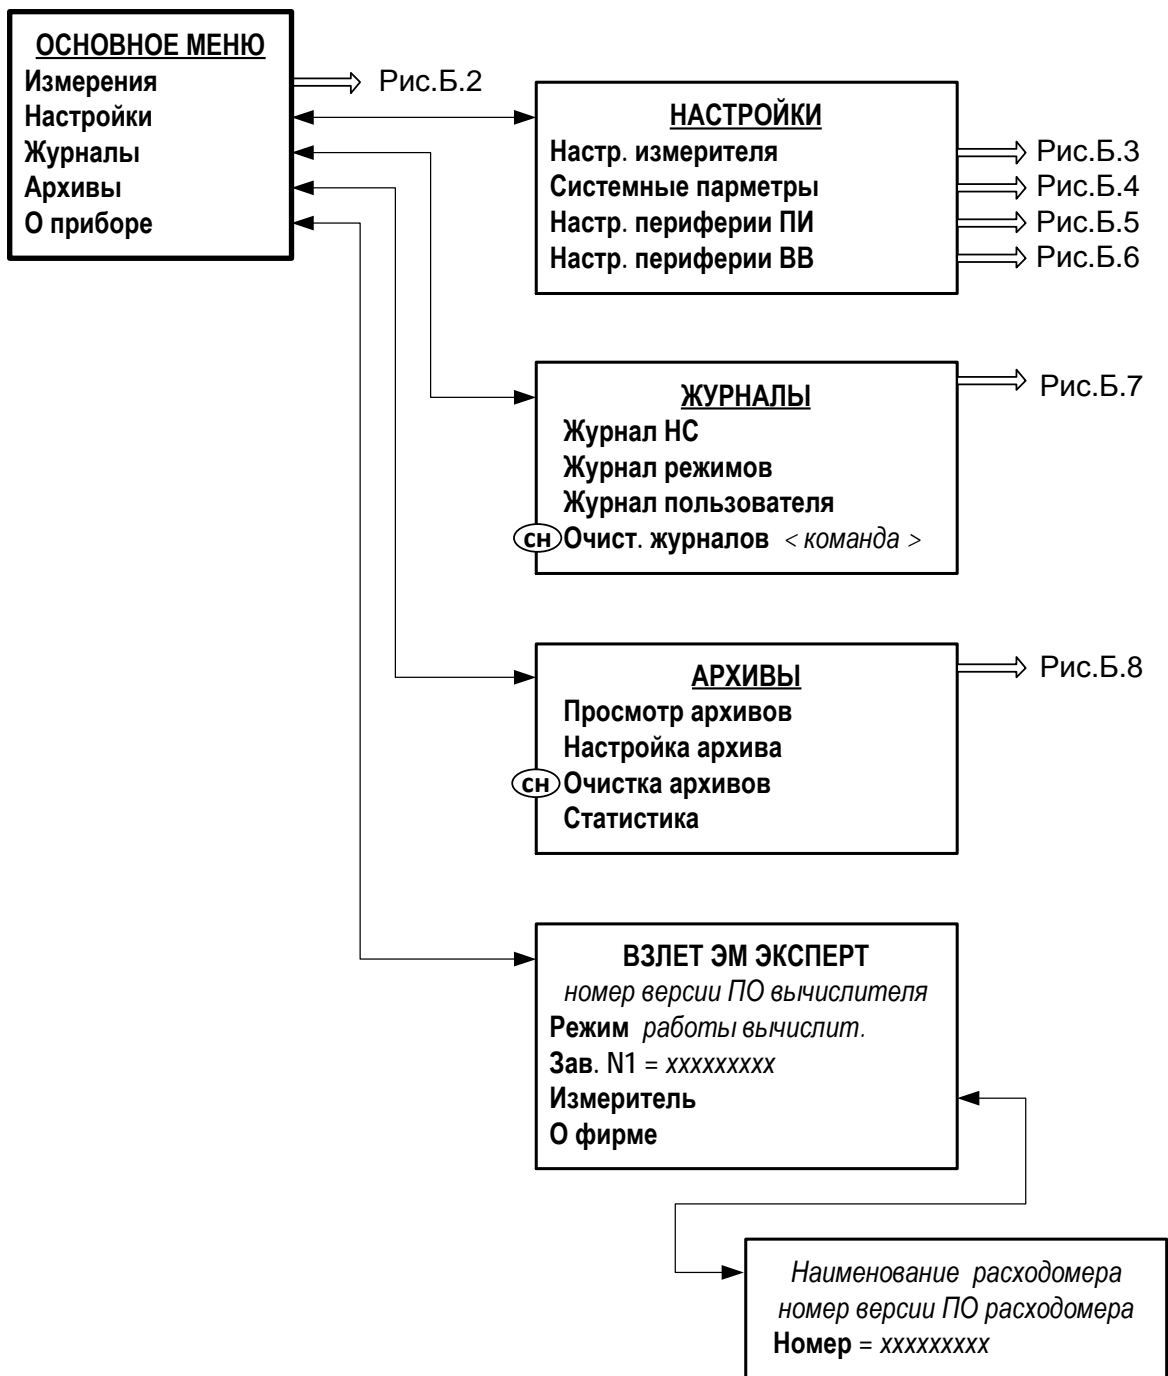 ОСНОВНОЕ МЕНЮ
Измерения
Настройки
Журналы
Архивы
О приборе
Рис.Б.2
НАСТРОЙКИ
Настр. измерителя
Системные парметры
Настр. периферии ПИ
Настр. периферии ВВ
Рис.Б.3
Рис.Б.4
Рис.Б.5
Рис.Б.6
ЖУРНАЛЫ
Журнал НС
Журнал режимов
Журнал пользователя
СН Очист. журналов < команда >
Рис.Б.7
АРХИВЫ
Просмотр архивов
Настройка архива
СН Очистка архивов
Статистика
Рис.Б.8
ВЗЛЕТ ЭМ ЭКСПЕРТ
номер версии ПО вычислителя
Режим работы вычислит.
Зав. N1 = xxxxxxxxx
Измеритель
О фирме
Наименование расходомера
номер версии ПО расходомера
Номер = xxxxxxxxx